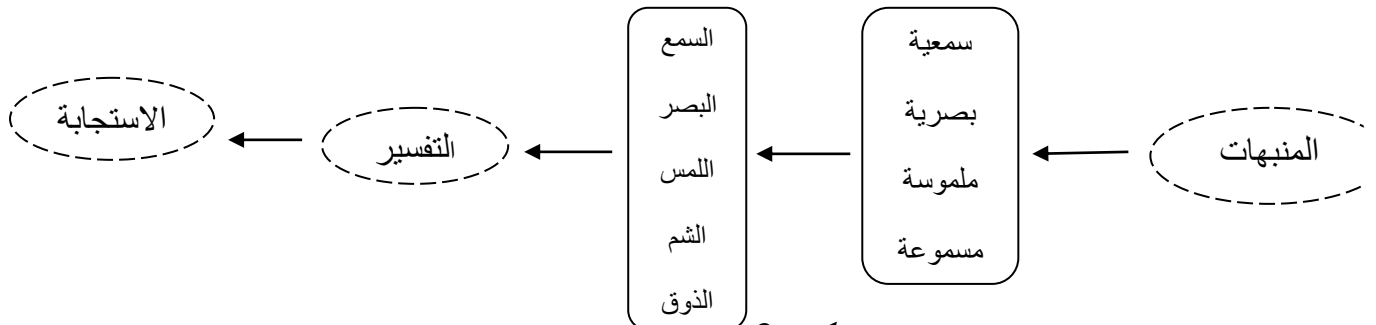 المنبهات
سمعية
بصرية
ملموسة
مسموعة
السمع
البصر
اللمس
الشم
الذوق
التفسير
الاستجابة